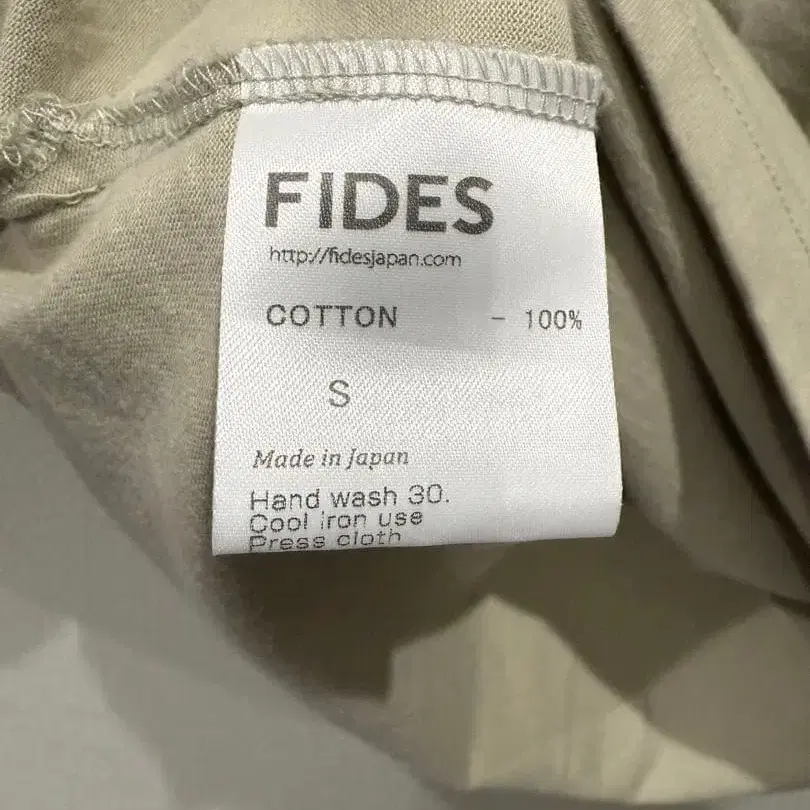 FIDES
http://fidesjapan.com
COTTON - 100%
S
Made in Japan
Hand wash 30.
Cool iron use
Press cloth